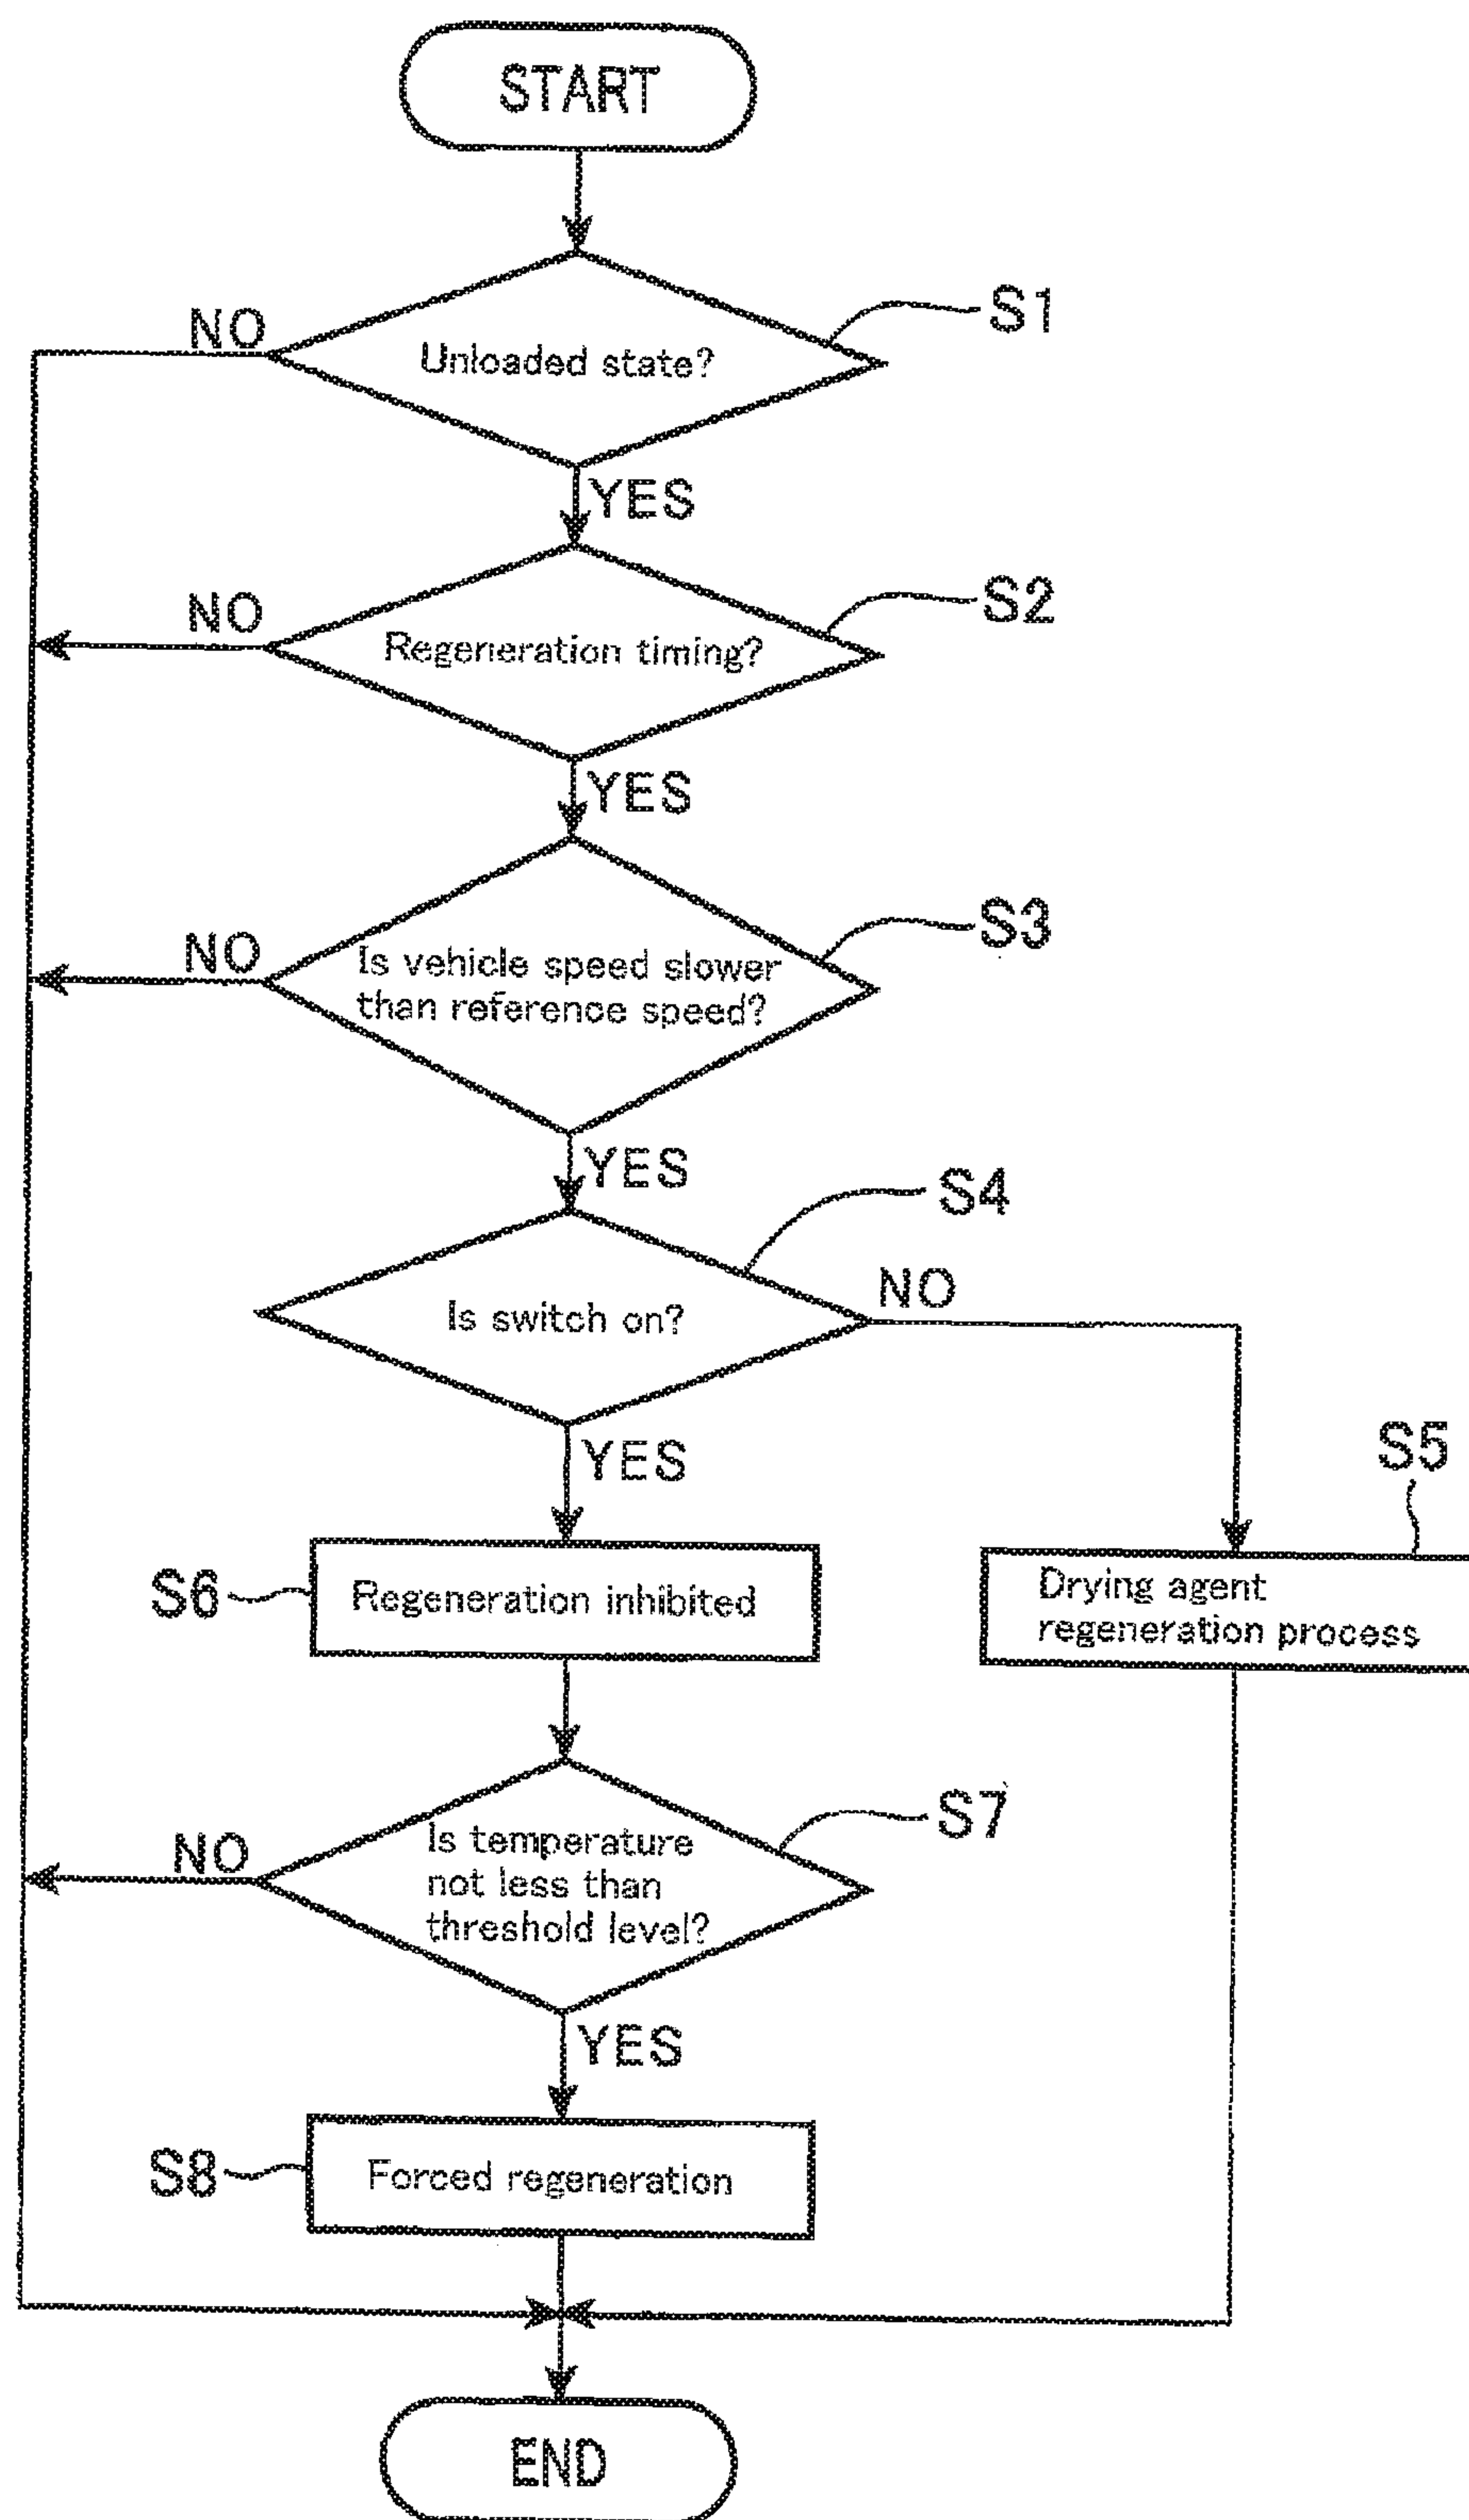 START
S1
NO
Unloaded state?
YES
S2
NO
Regeneration timing?
YES
S3
NO
Is vehicle speed slower
than reference speed?
YES
S4
NO
Is switch on?
YES
S5
Drying agent
regeneration process
S6
Regeneration inhibited
S7
NO
Is temperature
not less than
threshold level?
YES
S8
Forced regeneration
END